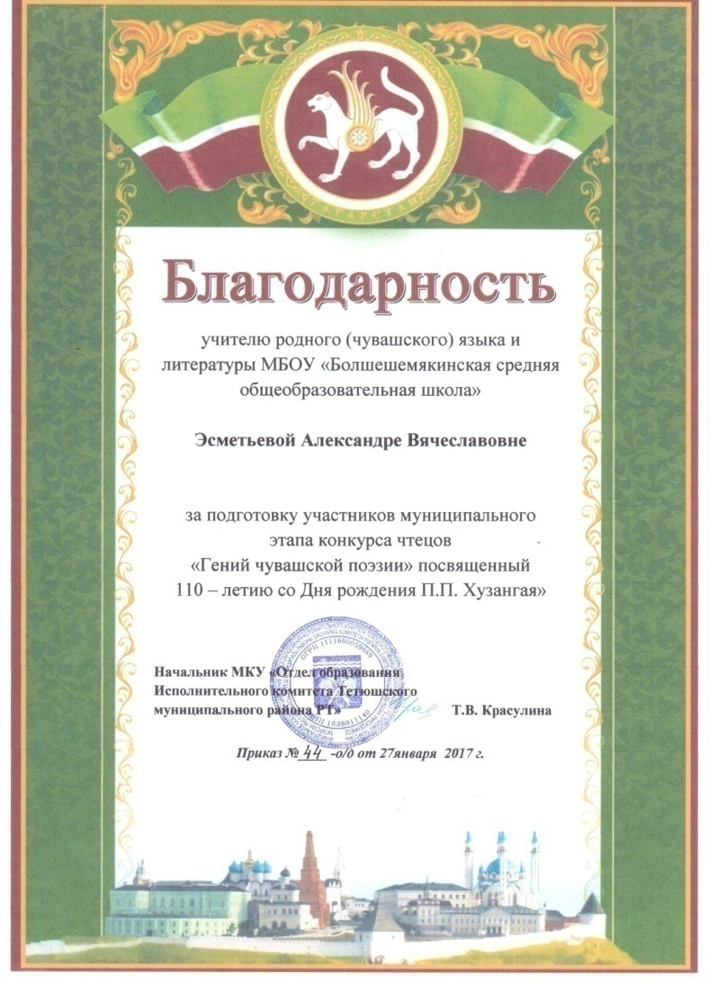 ТАТАРСТАН
Благодарность
учителю родного (чувашского) языка и
литературы МБОУ «Болшешемякинская средняя
общеобразовательная школа»
Эсметьевой Александре Вячеславовне
за подготовку участников муниципального
этапа конкурса чтецов
«Гений чувашской поэзии» посвященный
110 – летию со Дня рождения П.П. Хузангая»
Начальник МКУ «Отдел образования
Исполнительного комитета Тетюшского
муниципального района РТ»
Т.В. Красулина
Приказ № 44 -о/д от 27января 2017 г.